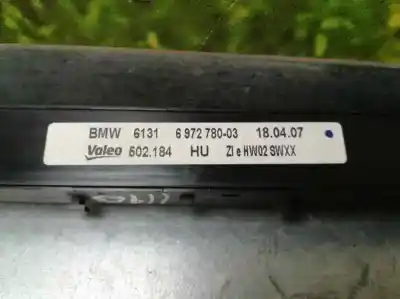 BMW 6131 6 972 780-03 18.04.07
Valeo 502.184 HU ZI e HW02 SWXX